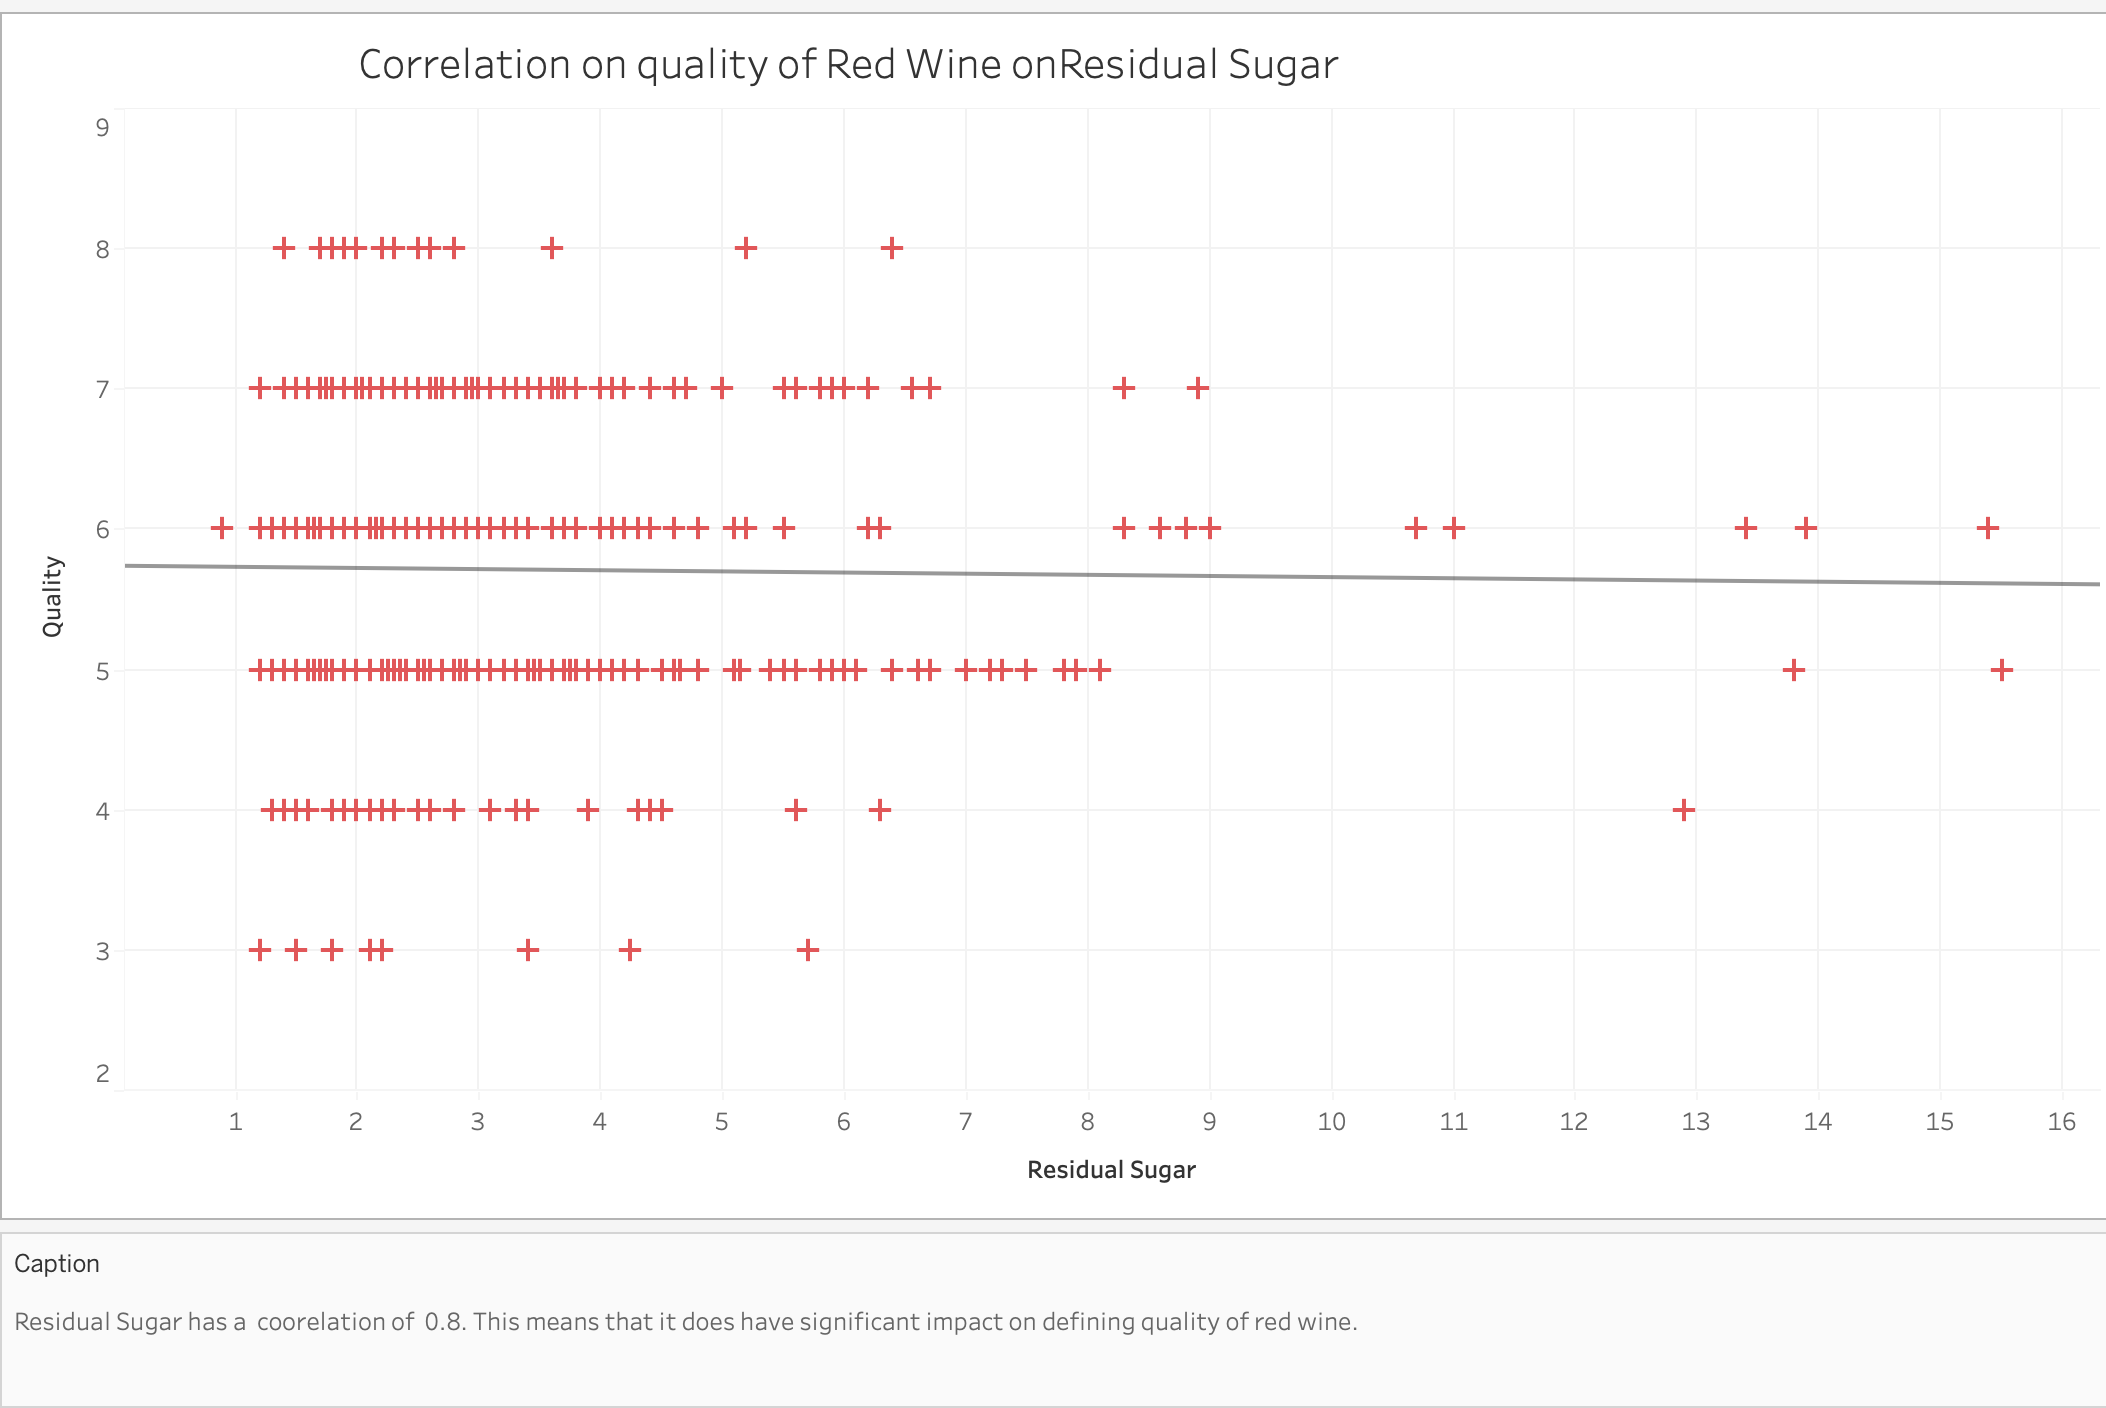 Correlation on quality of Red Wine onResidual Sugar
9
8
7
6
5
4
3
2
Quality
1 2 3 4 5 6 7 8 9 10 11 12 13 14 15 16
Residual Sugar
Caption
Residual Sugar has a  coorelation of  0.8. This means that it does have significant impact on defining quality of red wine.